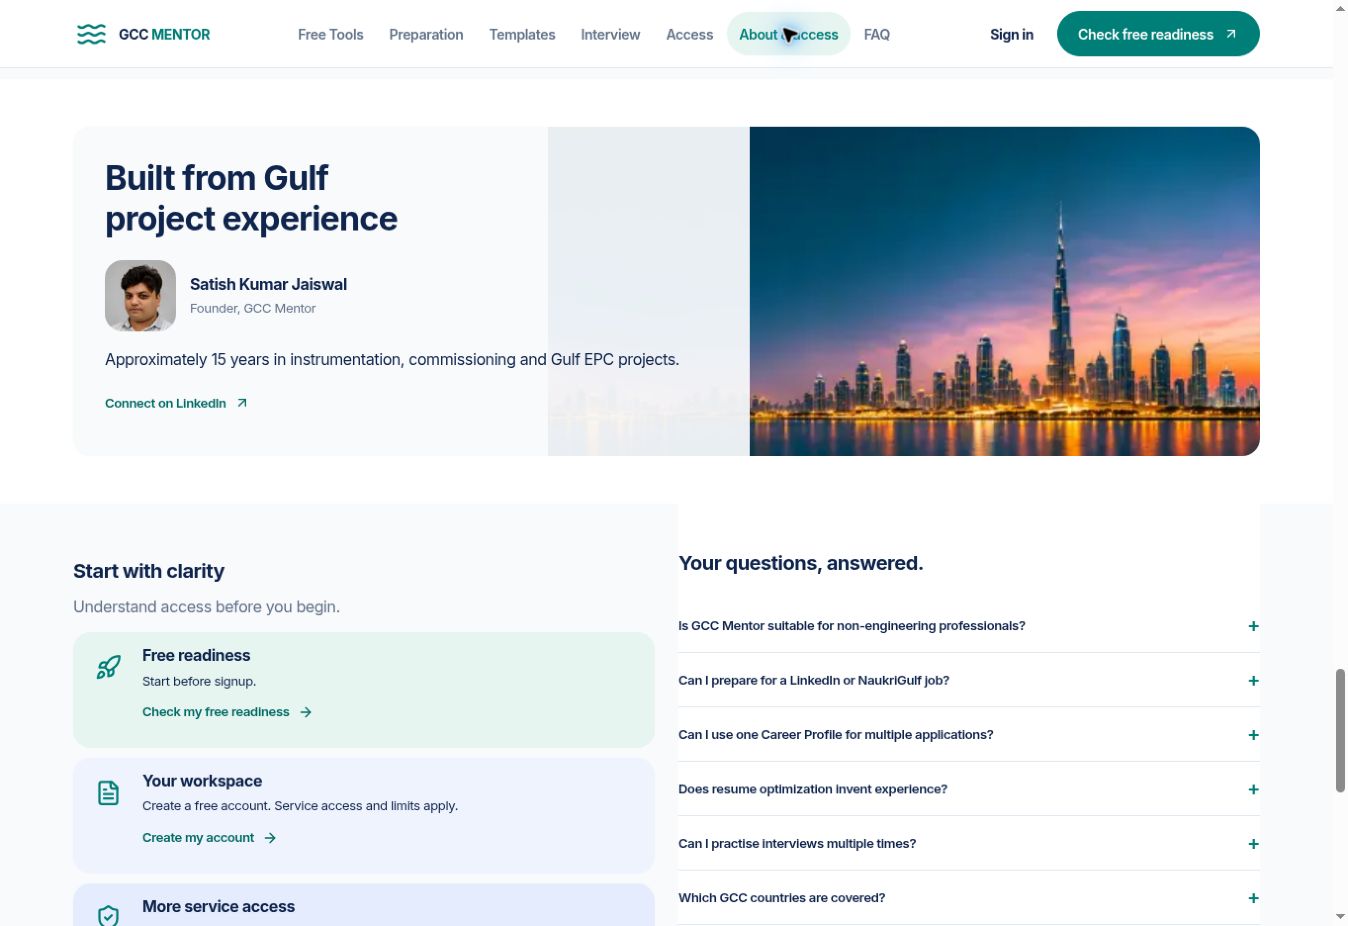 GCC MENTOR
Free Tools
Preparation
Templates
Interview
Access
About
FAQ
Sign in
Check free readiness
Built from Gulf
project experience
Satish Kumar Jaiswal
Founder, GCC Mentor
Approximately 15 years in instrumentation, commissioning and Gulf EPC projects.
Connect on LinkedIn
Start with clarity
Understand access before you begin.
Free readiness
Start before signup.
Check my free readiness
Your workspace
Create a free account. Service access and limits apply.
Create my account
More service access
Your questions, answered.
Is GCC Mentor suitable for non-engineering professionals?
Can I prepare for a LinkedIn or NaukriGulf job?
Can I use one Career Profile for multiple applications?
Does resume optimization invent experience?
Can I practise interviews multiple times?
Which GCC countries are covered?